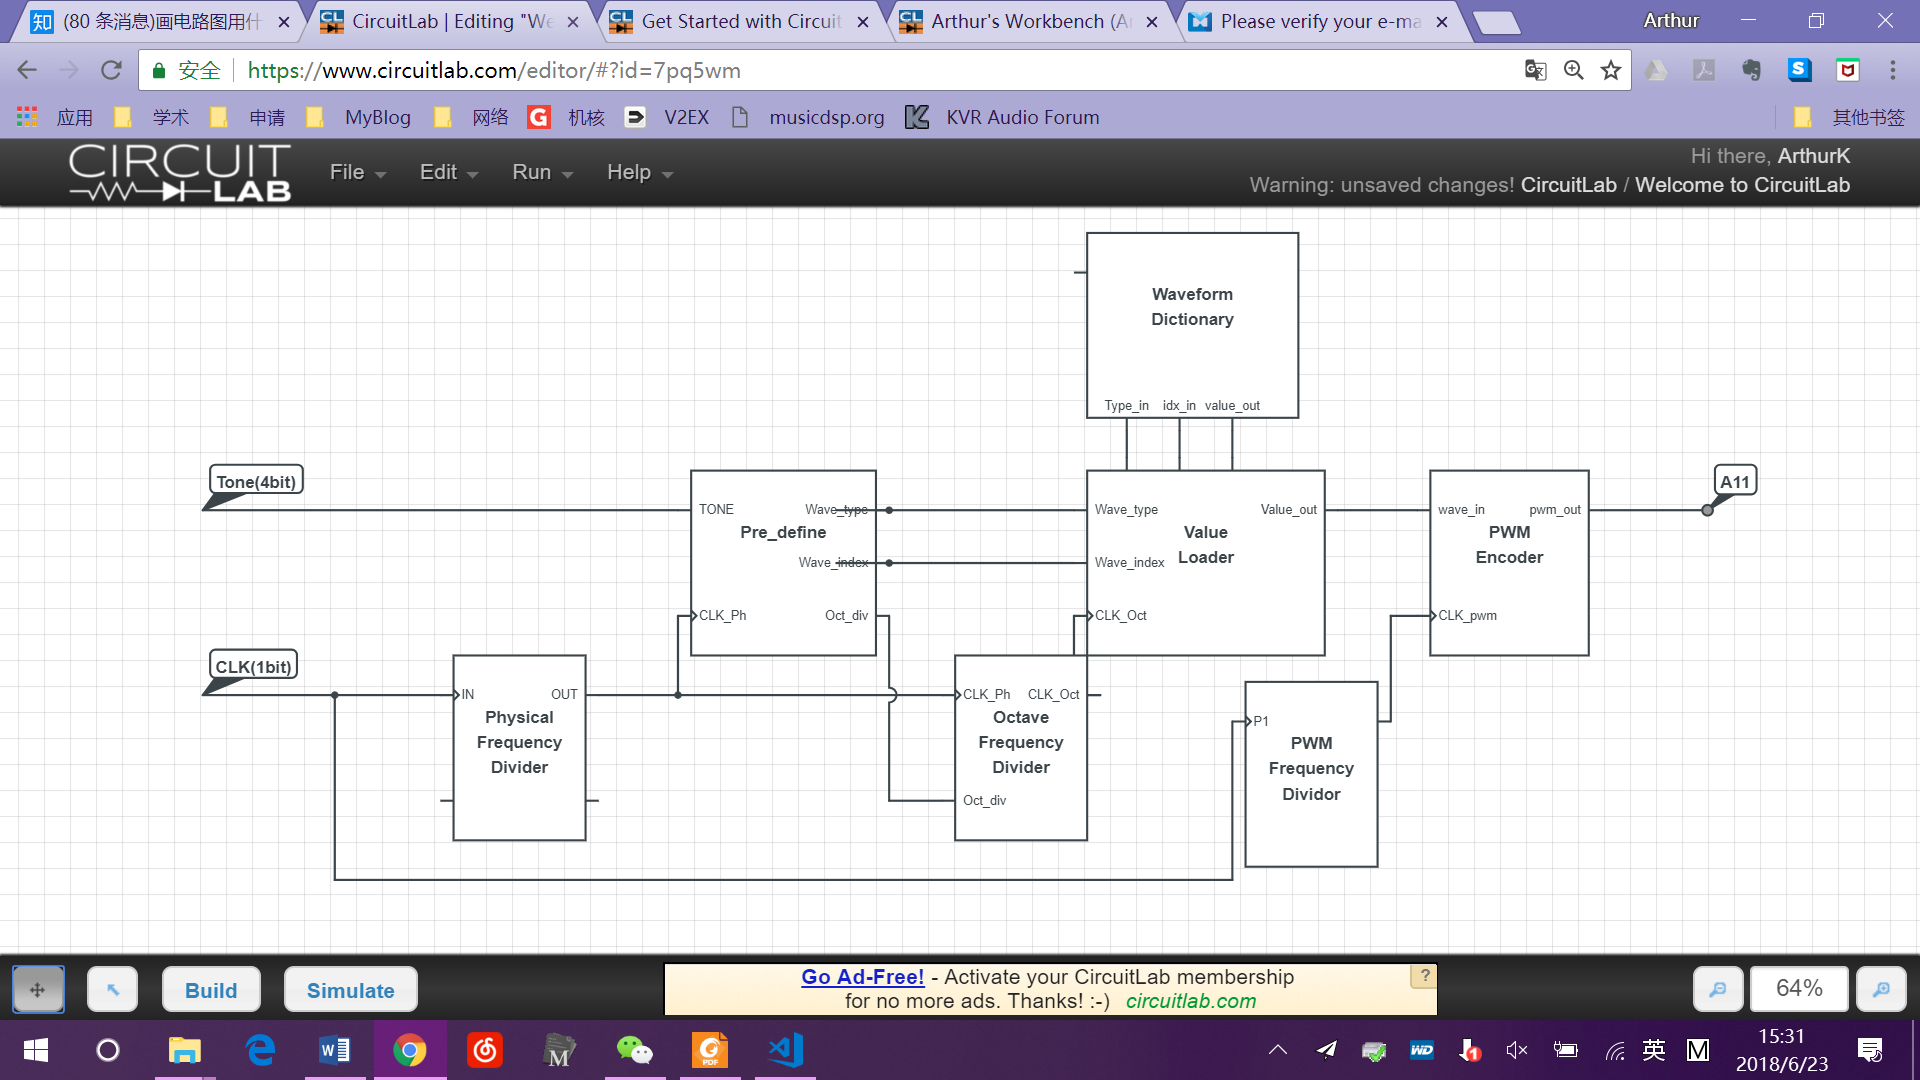 (80 条消息)画电路图用什
CircuitLab | Editing "We
Get Started with Circuit
Arthur's Workbench (A
Please verify your e-ma
Arthur
安全
https://www.circuitlab.com/editor/#?id=7pq5wm
应用
学术
申请
MyBlog
网络
机核
V2EX
musicdsp.org
KVR Audio Forum
其他书签
CIRCUIT
LAB
File
Edit
Run
Help
Hi there, ArthurK
Warning: unsaved changes! CircuitLab / Welcome to CircuitLab
Waveform
Dictionary
Type_in idx_in value_out
Tone(4bit)
TONE
Wave_type
Pre_define
Wave_index
CLK_Ph
Oct_div
Wave_type
Value_out
Value
Loader
Wave_index
CLK_Oct
wave_in
pwm_out
PWM
Encoder
CLK_pwm
A11
CLK(1bit)
IN
OUT
Physical
Frequency
Divider
CLK_Ph
CLK_Oct
Octave
Frequency
Divider
Oct_div
P1
PWM
Frequency
Dividor
Build
Simulate
Go Ad-Free! - Activate your CircuitLab membership
for no more ads. Thanks! :-) circuitlab.com
?
64%
15:31
英
2018/6/23